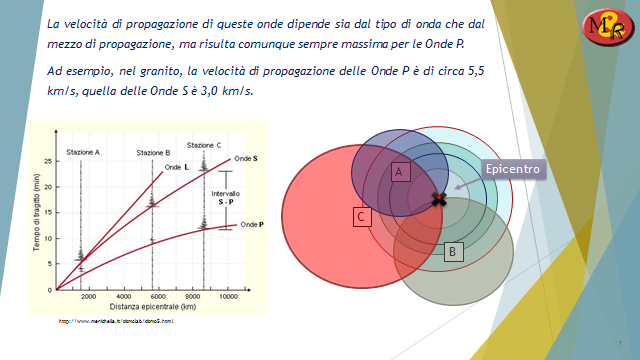 La velocità di propagazione di queste onde dipende sia dal tipo di onda che dal
mezzo di propagazione, ma risulta comunque sempre massima per le Onde P.
Ad esempio, nel granito, la velocità di propagazione delle Onde P è di circa 5,5
km/s, quella delle Onde S è 3,0 km/s.
Stazione A
Stazione B
Stazione C
Onde L
Onde S
Intervallo
S - P
Onde P
Tempo di tragitto (min)
25
20
15
10
5
0
2000
4000
6000
8000
10000
Distanza epicentrale (km)
A
B
C
Epicentro
M
R
1